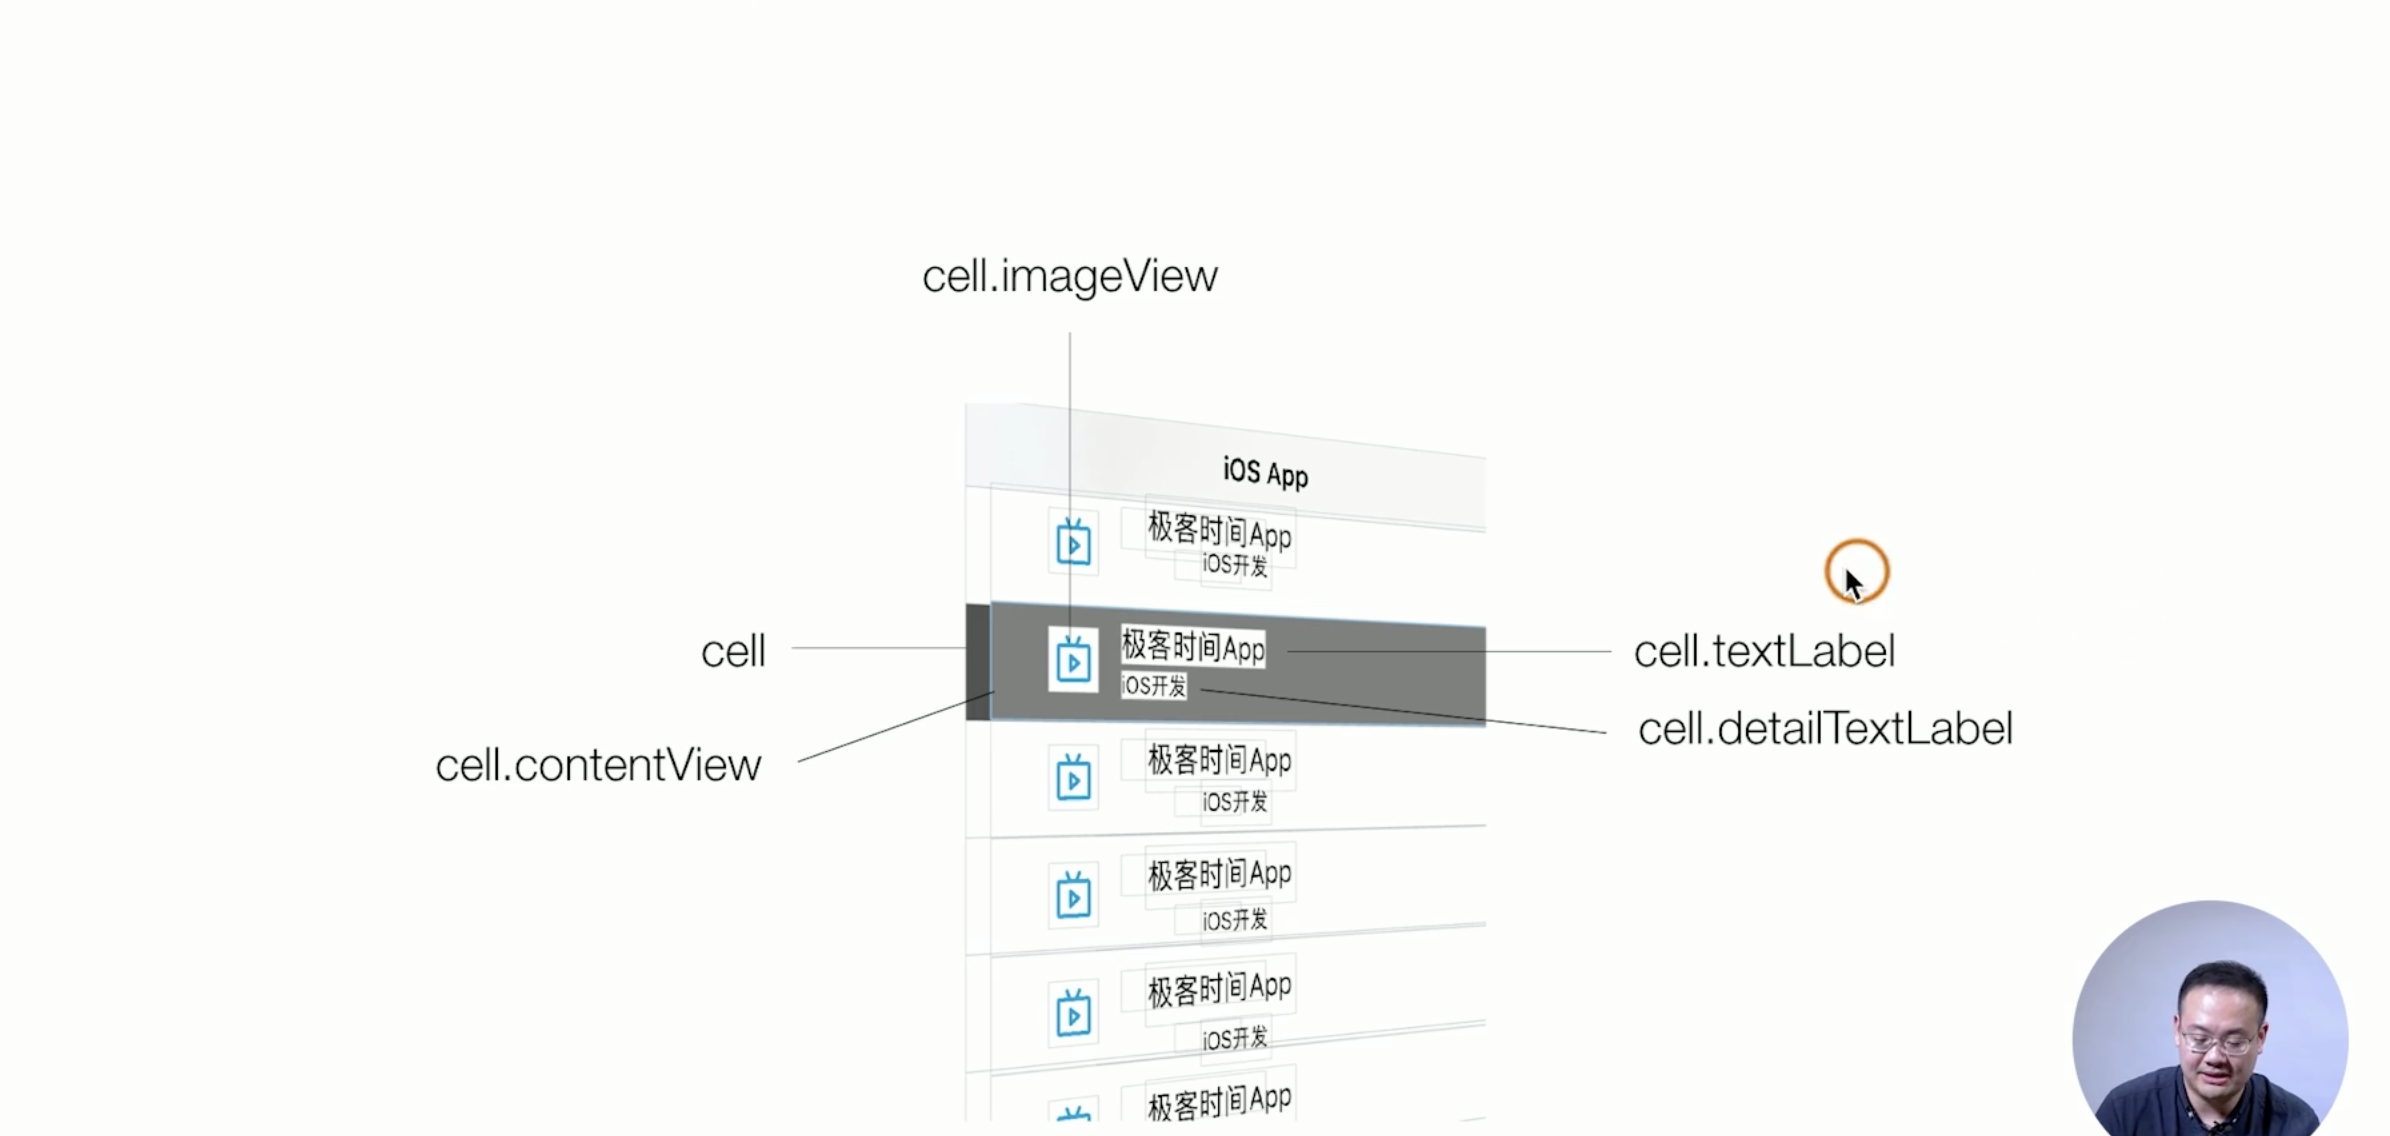 cell.imageView
iOS App
极客时间App
iOS开发
cell
极客时间App
cell.textLabel
iOS开发
cell.detailTextLabel
cell.contentView
极客时间App
iOS开发
极客时间App
iOS开发
极客时间App
iOS开发
极客时间App